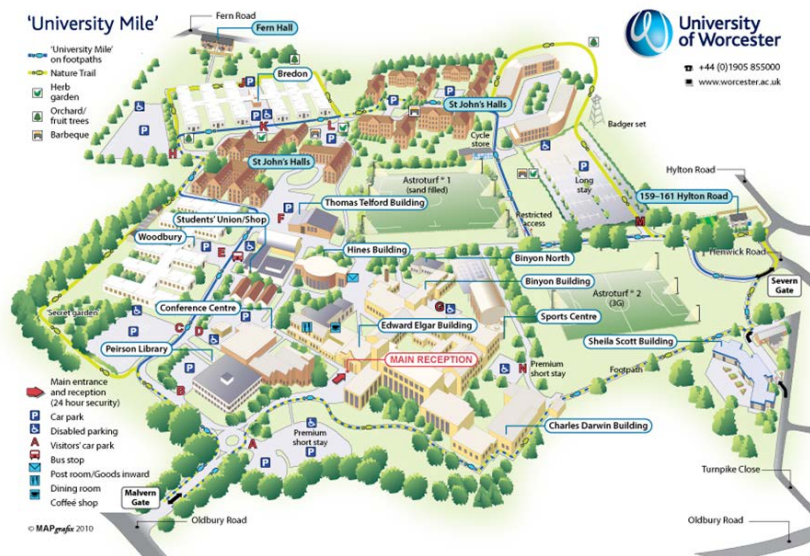 'University Mile'
'University Mile'
on footpaths
Nature Trail
Herb
garden
Orchard/
fruit trees
Barbeque
Fern Road
Fern Hall
University
of Worcester
+44 (0)1905 855000
www.worcester.ac.uk
Bredon
St John's Halls
K
L
H
Cycle
store
Badger set
St John's Halls
Astroturf ® 1
(sand filled)
Long
stay
Hylton Road
159–161 Hylton Road
Thomas Telford Building
F
Students' Union/Shop
Restricted
access
M
Woodbury
Hines Building
E
Binyon North
Henwick Road
Binyon Building
Severn
Gate
Secret garden
Conference Centre
G
Astroturf ® 2
(3G)
Sports Centre
C
D
Edward Elgar Building
Sheila Scott Building
Peirson Library
MAIN RECEPTION
N
Premium
short stay
Footpath
B
Main entrance
and reception
(24 hour security)
Car park
Disabled parking
A
Visitors' car park
Bus stop
Post room/Goods inward
Dining room
Coffee shop
A
Premium
short stay
Charles Darwin Building
Turnpike Close
Malvern
Gate
Oldbury Road
Oldbury Road
© MAPgrafix 2010